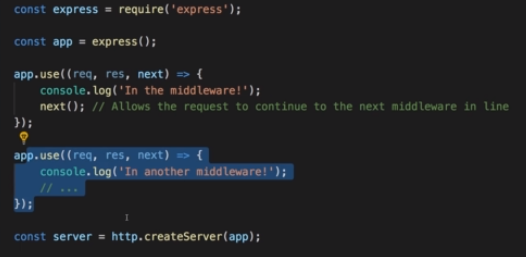 const express = require('express');
const app = express();
app.use((req, res, next) => {
console.log('In the middleware!');
next(); // Allows the request to continue to the next middleware in line
});
app.use((req, res, next) => {
console.log('In another middleware!');
// ...
});
const server = http.createServer(app);